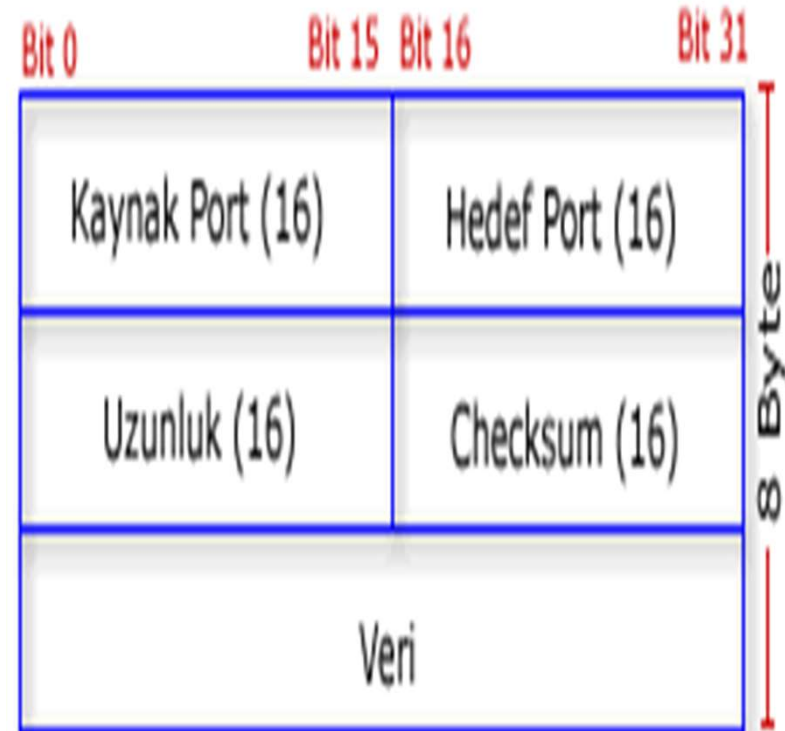 Bit 0 Bit 15 Bit 16 Bit 31
Kaynak Port (16) Hedef Port (16)
Uzunluk (16) Checksum (16)
8 Byte
Veri